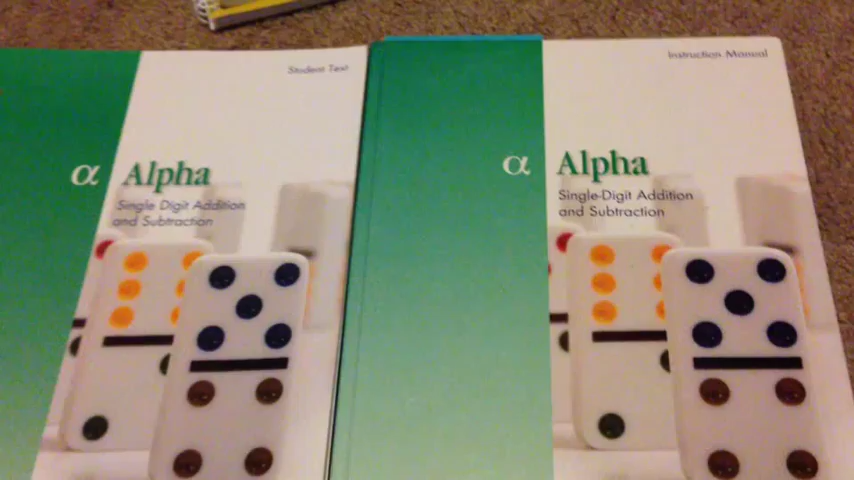 Student Text
α Alpha
Single Digit Addition
and Subtraction
Instruction Manual
α Alpha
Single-Digit Addition
and Subtraction